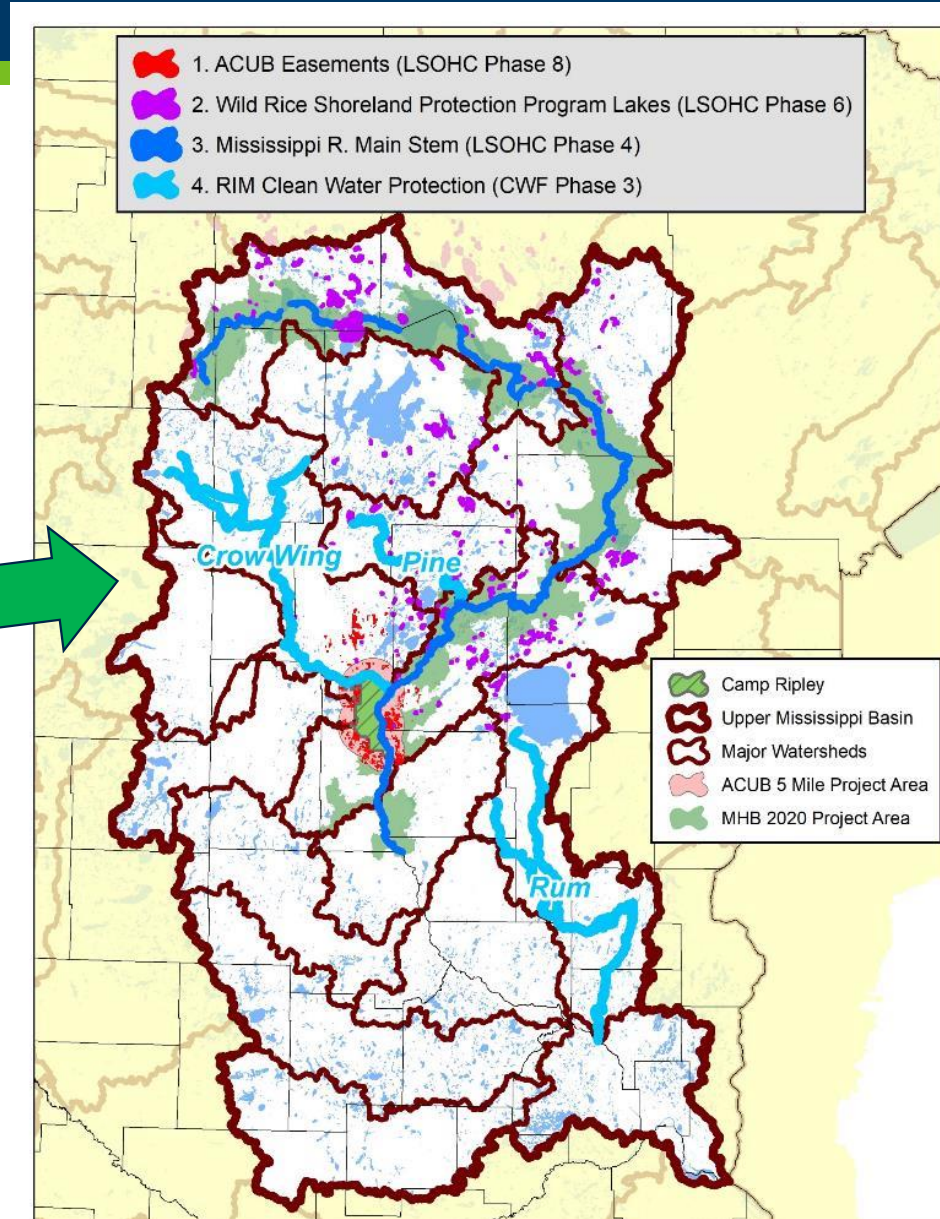 1. ACUB Easements (LSOHC Phase 8)
2. Wild Rice Shoreland Protection Program Lakes (LSOHC Phase 6)
3. Mississippi R. Main Stem (LSOHC Phase 4)
4. RIM Clean Water Protection (CWF Phase 3)
Crow Wing
Pine
Camp Ripley
Upper Mississippi Basin
Major Watersheds
ACUB 5 Mile Project Area
MHB 2020 Project Area
Rum